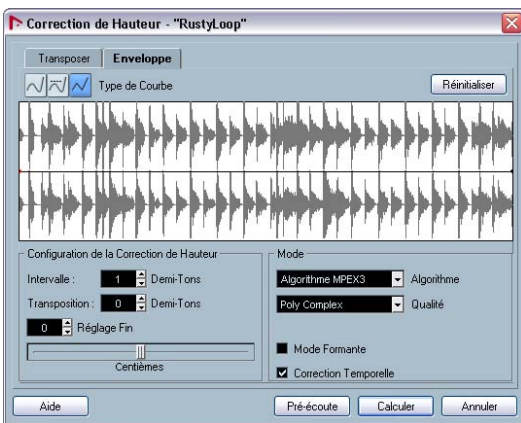 Correction de Hauteur - "RustyLoop"
Transposer Enveloppe
Type de Courbe Réinitialiser
Configuration de la Correction de Hauteur
Intervalle : 1 Demi-Tons
Transposition : 0 Demi-Tons
0 Réglage Fin
Centièmes
Mode
Algorithme MPEX3 Algorithme
Poly Complex Qualité
Mode Formante
Correction Temporelle
Aide Pré-écoute Calculer Annuler